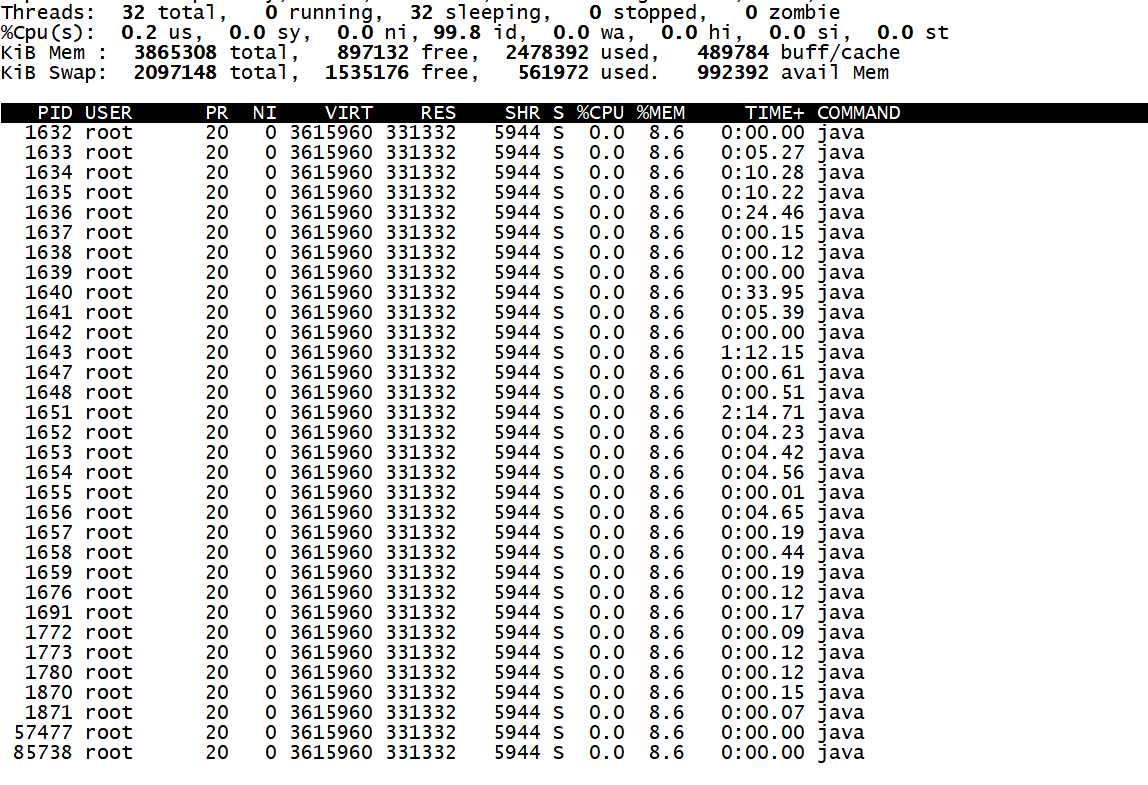 Threads:  32 total,   0 running,  32 sleeping,   0 stopped,   0 zombie
%Cpu(s):  0.2 us,  0.0 sy,  0.0 ni, 99.8 id,  0.0 wa,  0.0 hi,  0.0 si,  0.0 st
KiB Mem :  3865308 total,   897132 free,  2478392 used,   489784 buff/cache
KiB Swap:  2097148 total,  1535176 free,   561972 used.   992392 avail Mem
PID USER      PR  NI    VIRT    RES    SHR S %CPU %MEM     TIME+ COMMAND
1632 root      20   0 3615960 331332   5944 S  0.0  8.6   0:00.00 java
1633 root      20   0 3615960 331332   5944 S  0.0  8.6   0:05.27 java
1634 root      20   0 3615960 331332   5944 S  0.0  8.6   0:10.28 java
1635 root      20   0 3615960 331332   5944 S  0.0  8.6   0:10.22 java
1636 root      20   0 3615960 331332   5944 S  0.0  8.6   0:24.46 java
1637 root      20   0 3615960 331332   5944 S  0.0  8.6   0:00.15 java
1638 root      20   0 3615960 331332   5944 S  0.0  8.6   0:00.12 java
1639 root      20   0 3615960 331332   5944 S  0.0  8.6   0:00.00 java
1640 root      20   0 3615960 331332   5944 S  0.0  8.6   0:33.95 java
1641 root      20   0 3615960 331332   5944 S  0.0  8.6   0:05.39 java
1642 root      20   0 3615960 331332   5944 S  0.0  8.6   0:00.00 java
1643 root      20   0 3615960 331332   5944 S  0.0  8.6   1:12.15 java
1647 root      20   0 3615960 331332   5944 S  0.0  8.6   0:00.61 java
1648 root      20   0 3615960 331332   5944 S  0.0  8.6   0:00.51 java
1651 root      20   0 3615960 331332   5944 S  0.0  8.6   2:14.71 java
1652 root      20   0 3615960 331332   5944 S  0.0  8.6   0:04.23 java
1653 root      20   0 3615960 331332   5944 S  0.0  8.6   0:04.42 java
1654 root      20   0 3615960 331332   5944 S  0.0  8.6   0:04.56 java
1655 root      20   0 3615960 331332   5944 S  0.0  8.6   0:00.01 java
1656 root      20   0 3615960 331332   5944 S  0.0  8.6   0:04.65 java
1657 root      20   0 3615960 331332   5944 S  0.0  8.6   0:00.19 java
1658 root      20   0 3615960 331332   5944 S  0.0  8.6   0:00.44 java
1659 root      20   0 3615960 331332   5944 S  0.0  8.6   0:00.19 java
1676 root      20   0 3615960 331332   5944 S  0.0  8.6   0:00.12 java
1691 root      20   0 3615960 331332   5944 S  0.0  8.6   0:00.17 java
1772 root      20   0 3615960 331332   5944 S  0.0  8.6   0:00.09 java
1773 root      20   0 3615960 331332   5944 S  0.0  8.6   0:00.12 java
1780 root      20   0 3615960 331332   5944 S  0.0  8.6   0:00.12 java
1870 root      20   0 3615960 331332   5944 S  0.0  8.6   0:00.15 java
1871 root      20   0 3615960 331332   5944 S  0.0  8.6   0:00.07 java
57477 root      20   0 3615960 331332   5944 S  0.0  8.6   0:00.00 java
85738 root      20   0 3615960 331332   5944 S  0.0  8.6   0:00.00 java